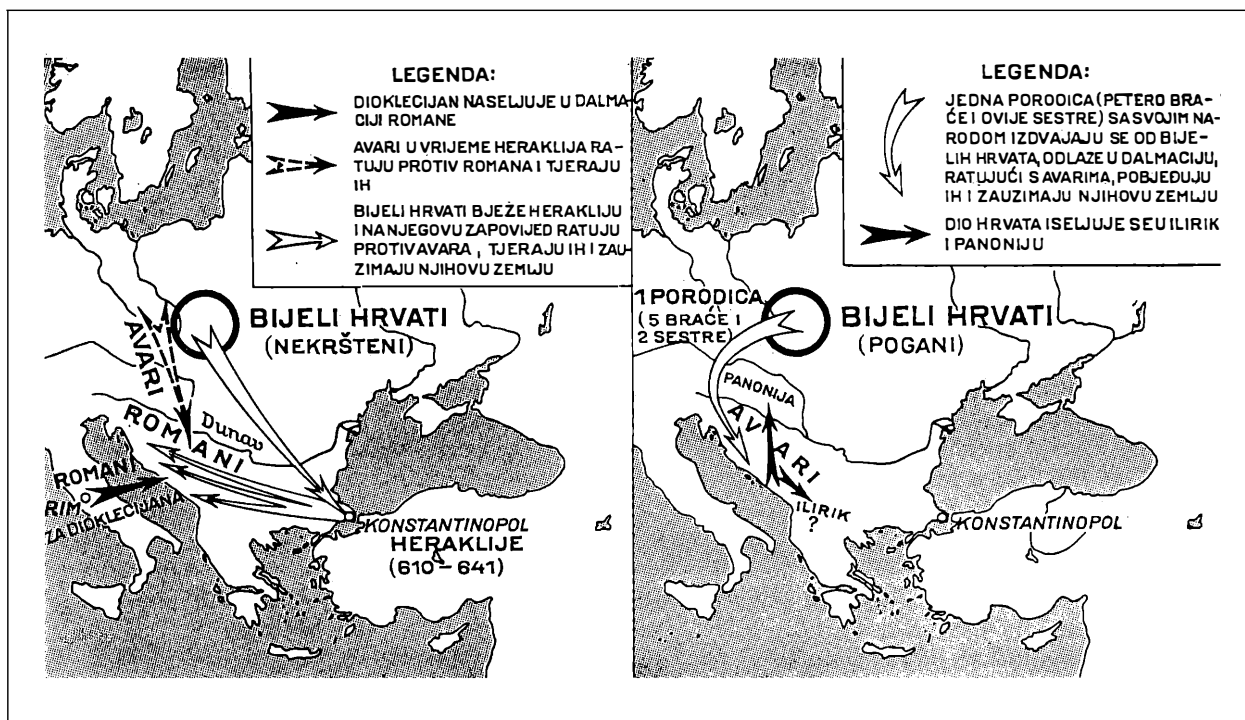 LEGENDA:
DIOKLECIJAN NASELJUJE U DALMA-
CIJI ROMANE
AVARI U VRIJEME HERAKLIJA RA-
TUJU PROTIV ROMANA I TJERAJU
IH
BIJELI HRVATI BJEŽE HERAKLIJU
I NA NJEGOVU ZAPOVIJED RATUJU
PROTIV AVARA, TJERAJU IH I ZAU-
ZIMAJU NJIHOVU ZEMLJU
BIJELI HRVATI
(NEKRŠTENI)
AVARI
Dunav
ROMANI
ROMANI
RIM
ZA DIOKLECIJANA
KONSTANTINOPOL
HERAKLIJE
(610-641)
LEGENDA:
JEDNA PORODICA (PETERO BRA-
ĆE I DVIJE SESTRE) SA SVOJIM NA-
RODOM IZDVAJAJU SE OD BIJE-
LIH HRVATA, ODLAZE U DALMACIJU,
RATUJUĆI S AVARIMA, POBJEĐUJU
IH I ZAUZIMAJU NJIHOVU ZEMLJU
DIO HRVATA ISELJUJE SE U ILIRIK
I PANONIJU
1 PORODICA
(5 BRAĆE I
2 SESTRE)
BIJELI HRVATI
(POGANI)
PANONIJA
AVARI
ILIRIK
?
KONSTANTINOPOL